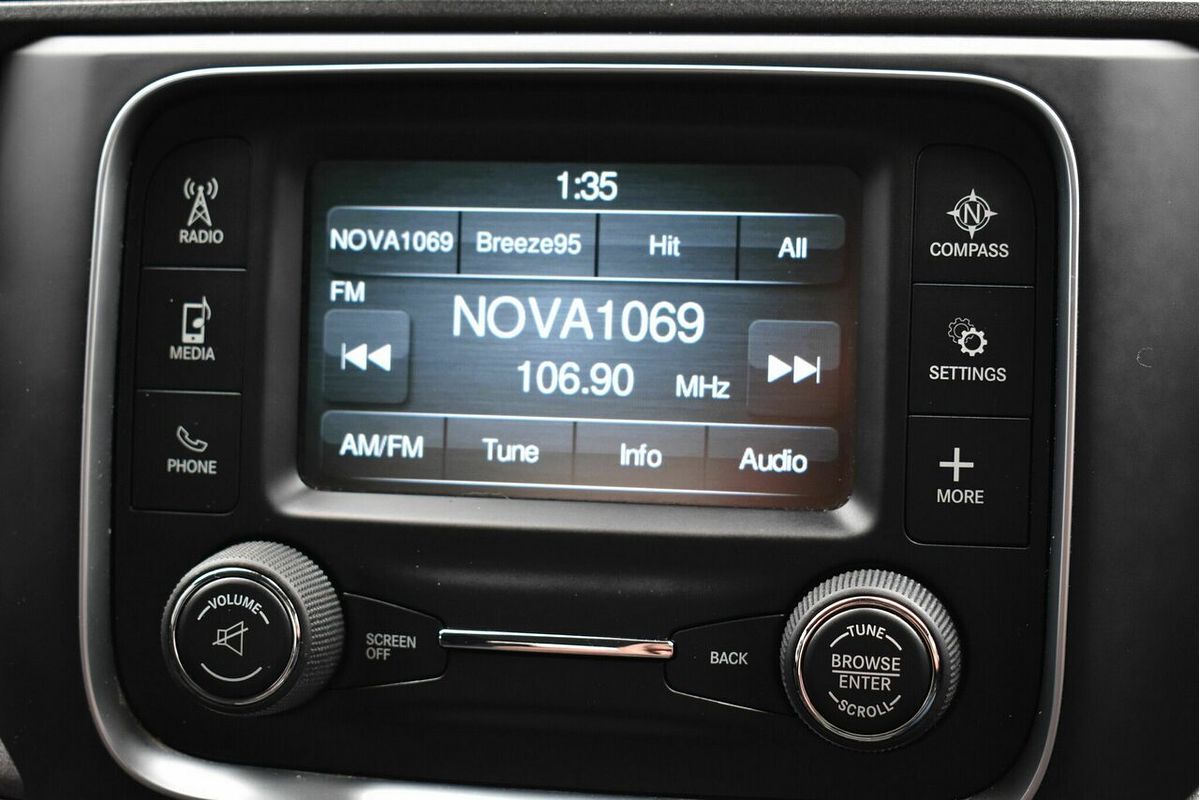 1:35
NOVA1069 Breeze95 Hit All
FM
NOVA1069
106.90 MHz
AM/FM Tune Info Audio
RADIO
MEDIA
PHONE
N
COMPASS
SETTINGS
MORE
VOLUME
SCREEN
OFF
BACK
TUNE
BROWSE
ENTER
SCROLL